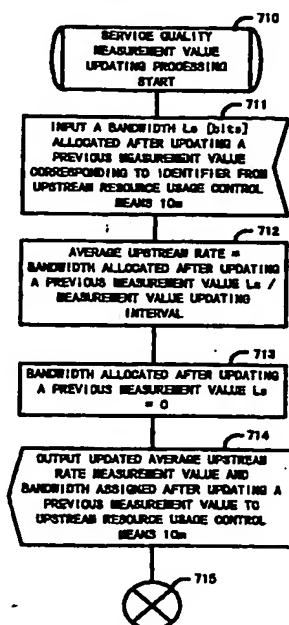 710
SERVICE QUALITY
MEASUREMENT VALUE
UPDATING PROCESSING
START
711
INPUT A BANDWIDTH Ls [bits]
ALLOCATED AFTER UPDATING A
PREVIOUS MEASUREMENT VALUE
CORRESPONDING TO IDENTIFIER FROM
UPSTREAM RESOURCE USAGE CONTROL
MEANS 10m
712
AVERAGE UPSTREAM RATE =
BANDWIDTH ALLOCATED AFTER UPDATING
A PREVIOUS MEASUREMENT VALUE Ls /
MEASUREMENT VALUE UPDATING
INTERVAL
713
BANDWIDTH ALLOCATED AFTER UPDATING
A PREVIOUS MEASUREMENT VALUE Ls
= 0
714
OUTPUT UPDATED AVERAGE UPSTREAM
RATE MEASUREMENT VALUE AND
BANDWIDTH ASSIGNED AFTER UPDATING A
PREVIOUS MEASUREMENT VALUE TO
UPSTREAM RESOURCE USAGE CONTROL
MEANS 10m
715